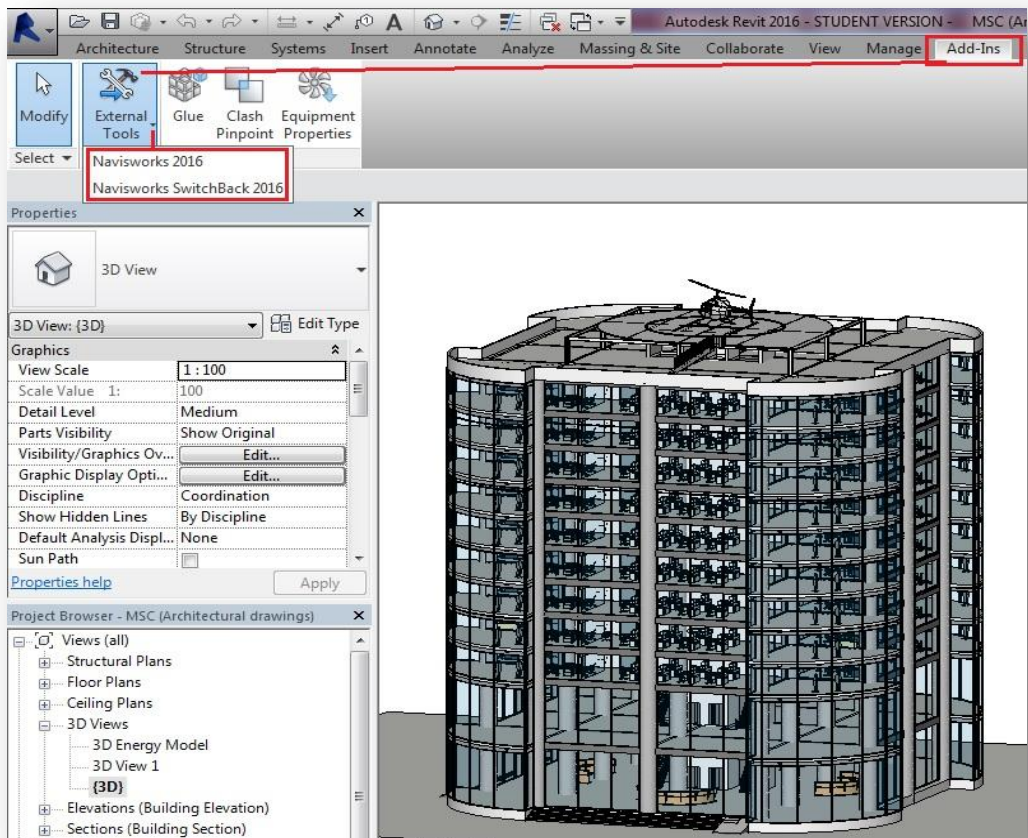 Autodesk Revit 2016 - STUDENT VERSION - MSC (Ar
A
Architecture Structure Systems Insert Annotate Analyze Massing & Site Collaborate View Manage Add-Ins
Modify
External Tools
Glue
Clash Pinpoint
Equipment Properties
Select
Navisworks 2016
Navisworks SwitchBack 2016
Properties
3D View
3D View: {3D} Edit Type
Graphics
View Scale 1 : 100
Scale Value 1: 100
Detail Level Medium
Parts Visibility Show Original
Visibility/Graphics Ov... Edit...
Graphic Display Opti... Edit...
Discipline Coordination
Show Hidden Lines By Discipline
Default Analysis Displ... None
Sun Path
Properties help Apply
Project Browser - MSC (Architectural drawings)
Views (all)
Structural Plans
Floor Plans
Ceiling Plans
3D Views
3D Energy Model
3D View 1
{3D}
Elevations (Building Elevation)
Sections (Building Section)